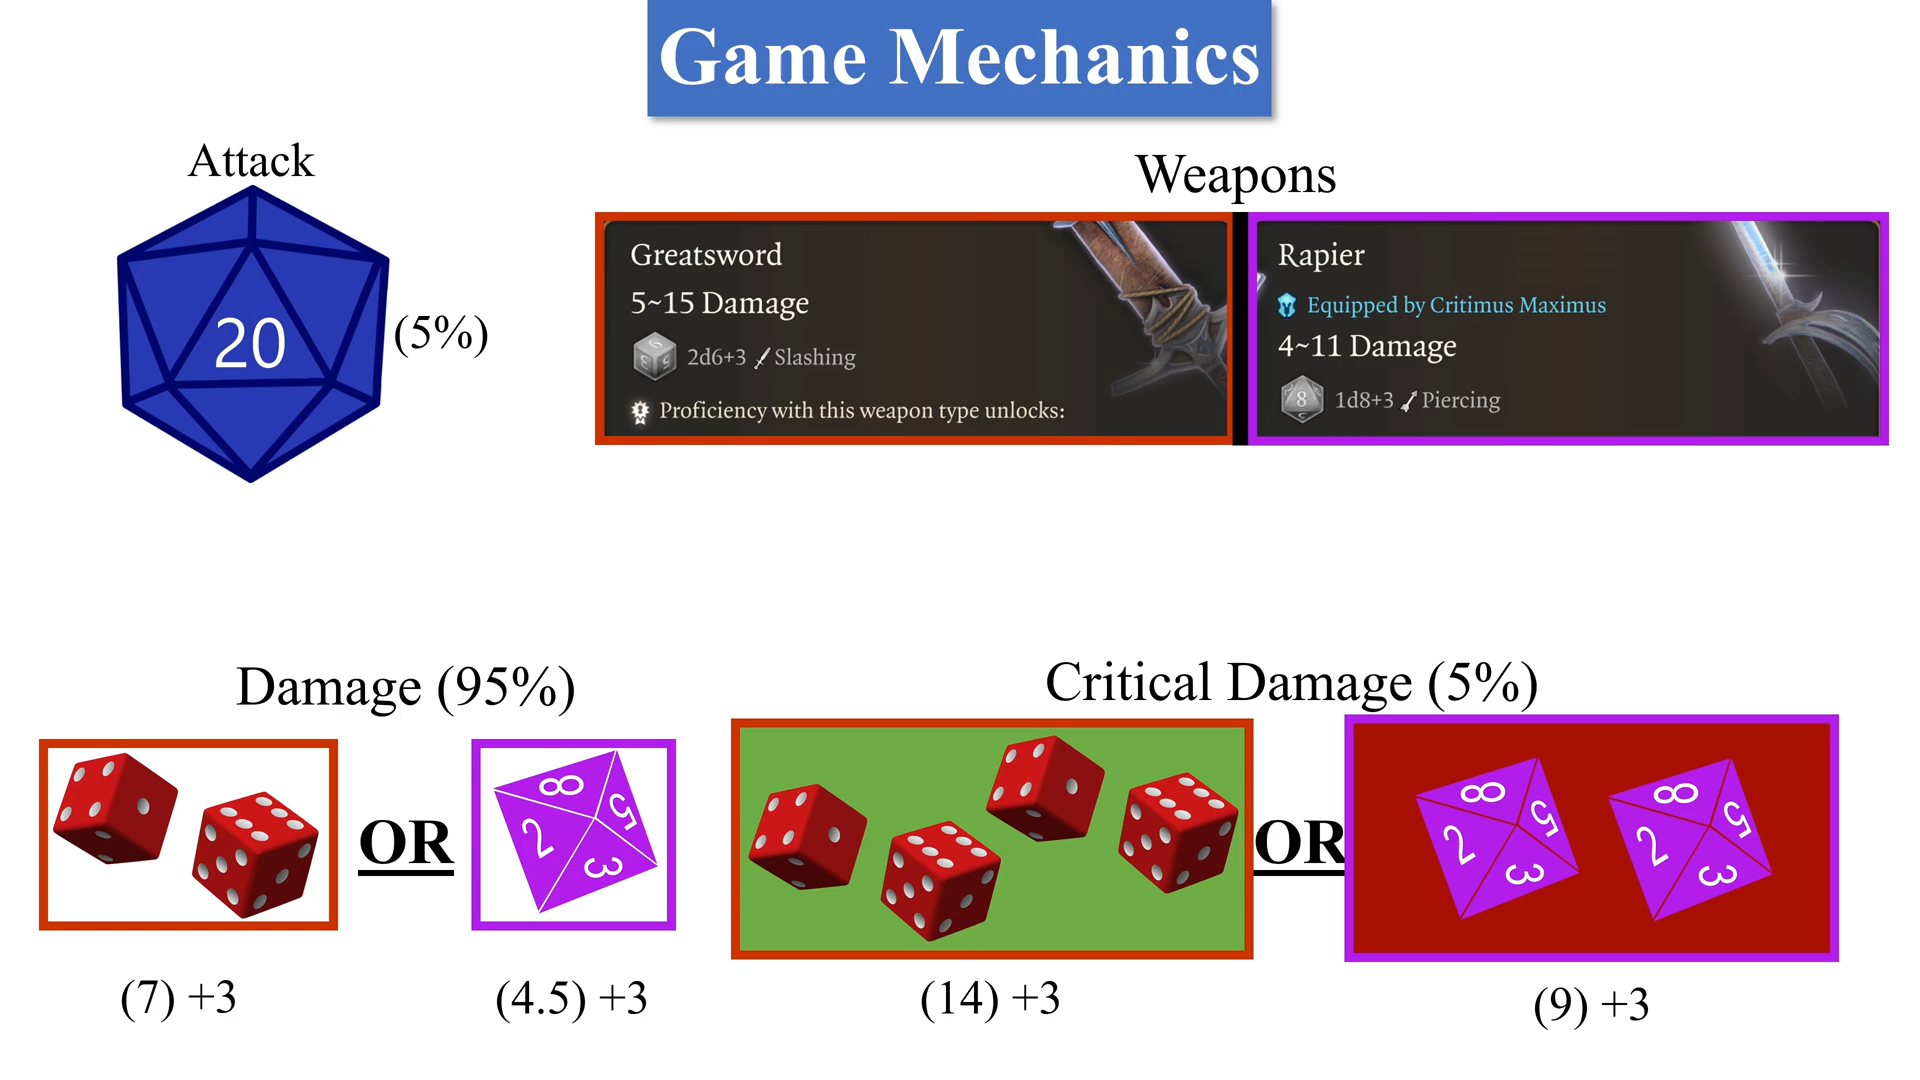 Game Mechanics
Attack
20
(5%)
Weapons
Greatsword
5~15 Damage
2d6+3 Slashing
Proficiency with this weapon type unlocks:
Rapier
Equipped by Critimus Maximus
4~11 Damage
8
1d8+3 Piercing
Damage (95%)
OR
8
5
2
3
(7) +3
(4.5) +3
Critical Damage (5%)
OR
8
5
2
3
8
5
2
3
(14) +3
(9) +3